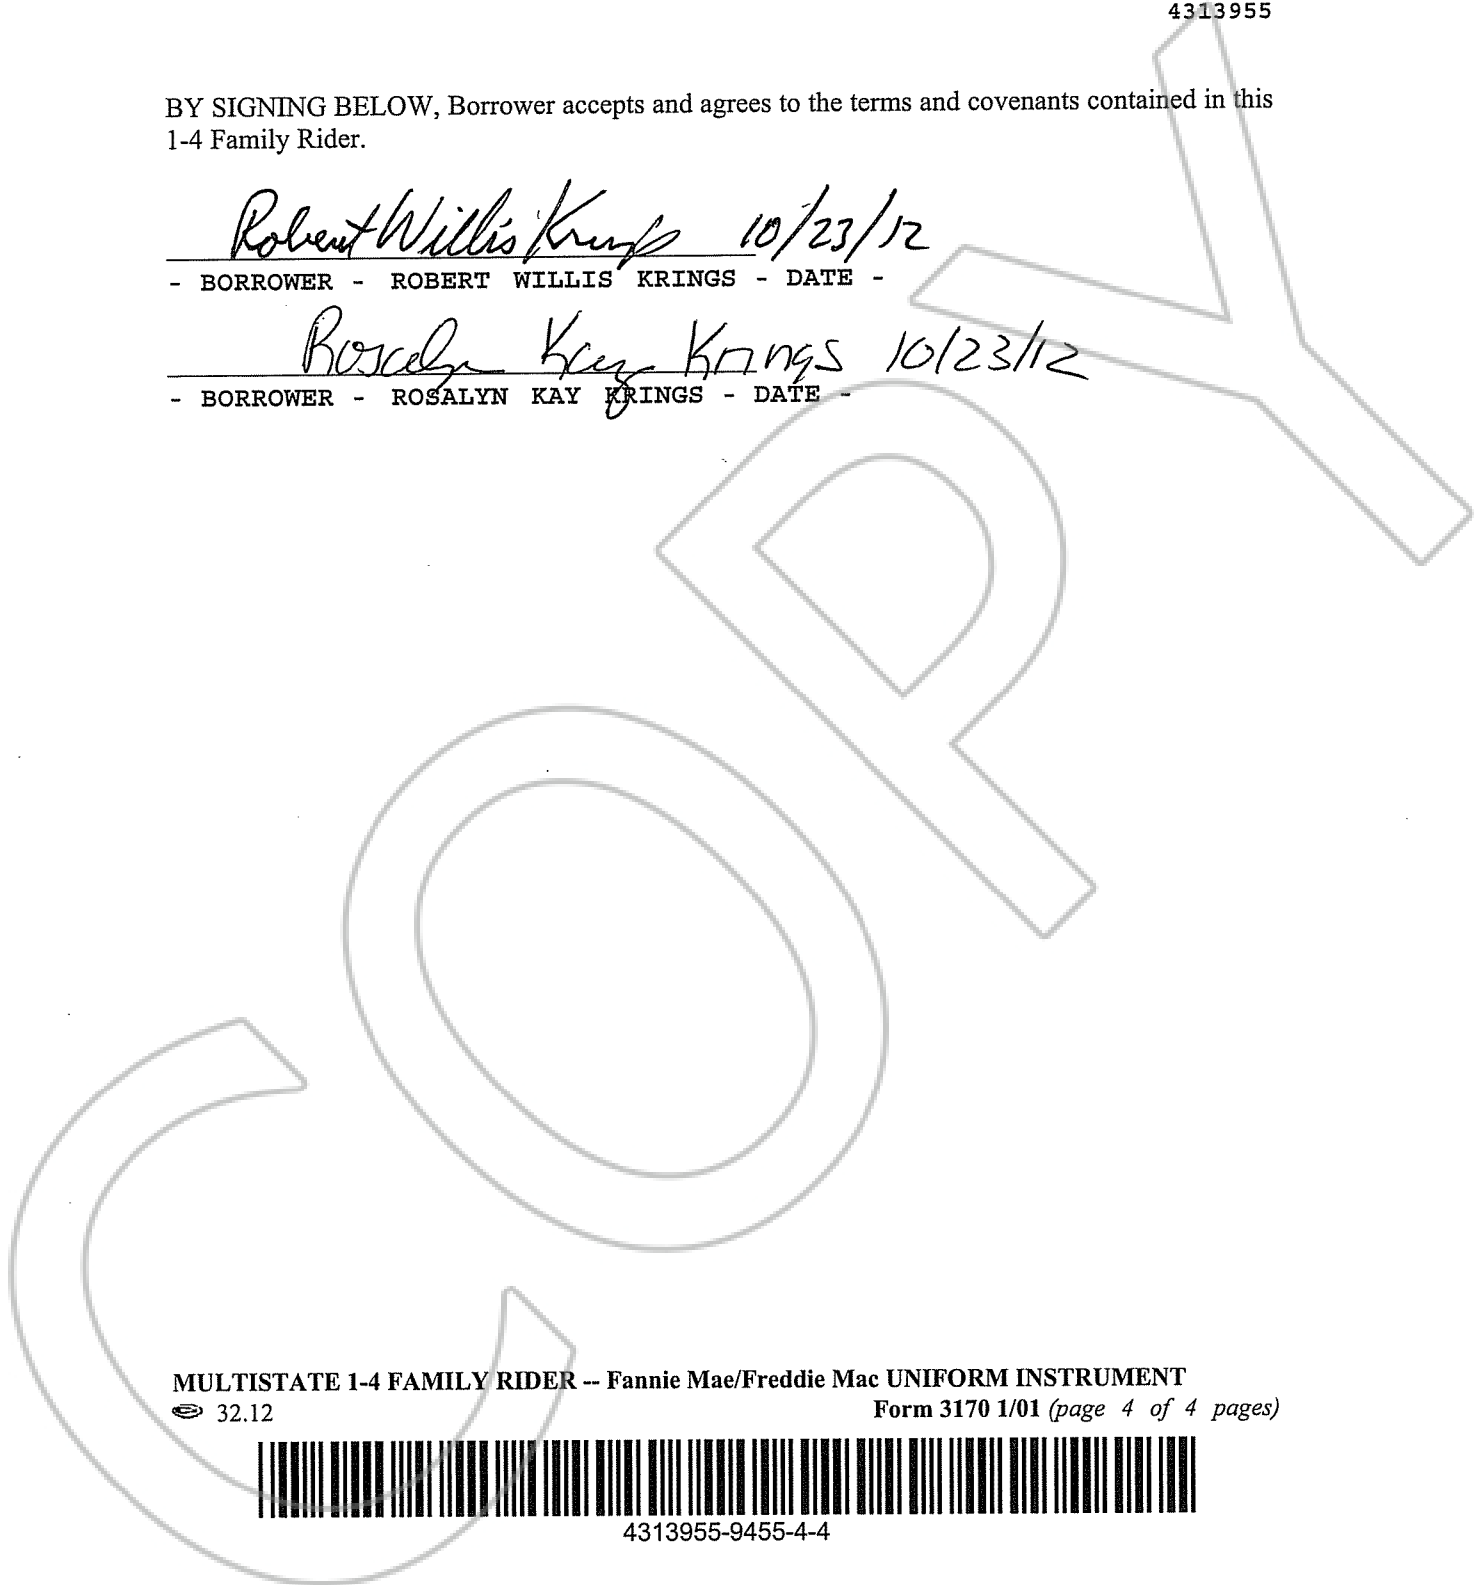 4313955
BY SIGNING BELOW, Borrower accepts and agrees to the terms and covenants contained in this
1-4 Family Rider.
Robert Willis Krings 10/23/12
- BORROWER - ROBERT WILLIS KRINGS - DATE -
Rosalyn Kay Krings 10/23/12
- BORROWER - ROSALYN KAY KRINGS - DATE -
COPY
MULTISTATE 1-4 FAMILY RIDER -- Fannie Mae/Freddie Mac UNIFORM INSTRUMENT
32.12 Form 3170 1/01 (page 4 of 4 pages)
4313955-9455-4-4